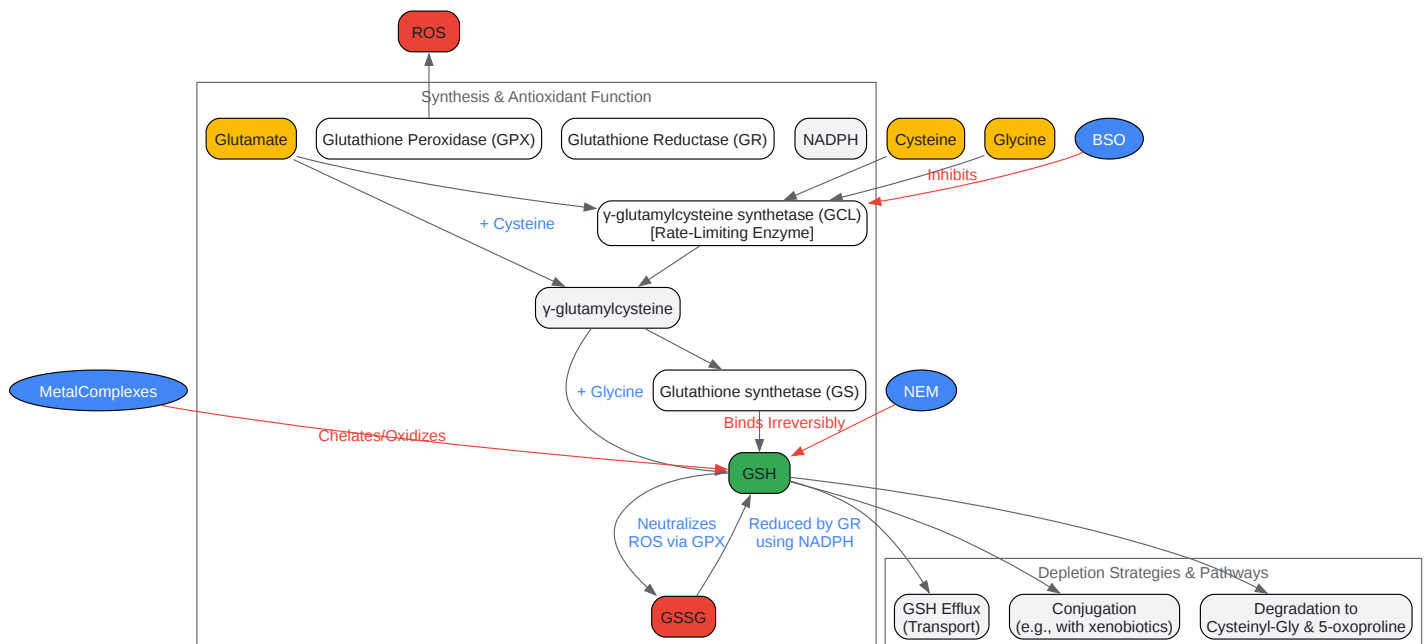 ROS
Synthesis & Antioxidant Function
Glutamate
Glutathione Peroxidase (GPX)
Glutathione Reductase (GR)
NADPH
Cysteine
Glycine
BSO
Inhibits
+ Cysteine
γ-glutamylcysteine synthetase (GCL)
[Rate-Limiting Enzyme]
γ-glutamylcysteine
MetalComplexes
+ Glycine
Glutathione synthetase (GS)
NEM
Binds Irreversibly
Chelates/Oxidizes
GSH
Neutralizes
ROS via GPX
Reduced by GR
using NADPH
Depletion Strategies & Pathways
GSSG
GSH Efflux
(Transport)
Conjugation
(e.g., with xenobiotics)
Degradation to
Cysteinyl-Gly & 5-oxoproline